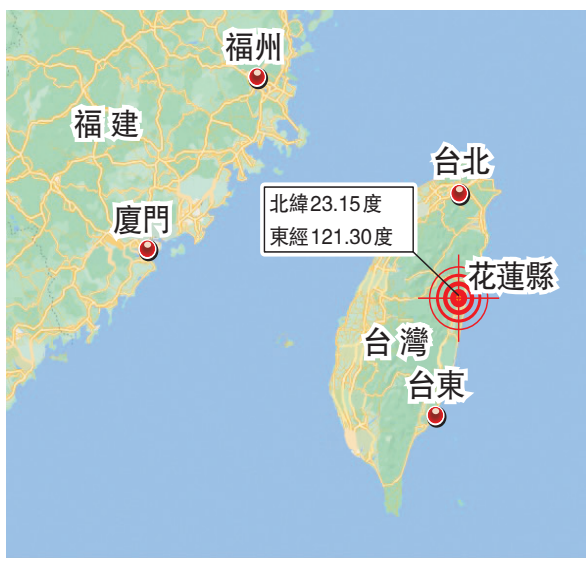 福州
福建
台北
北緯23.15度
東經121.30度
廈門
花蓮縣
台灣
台東